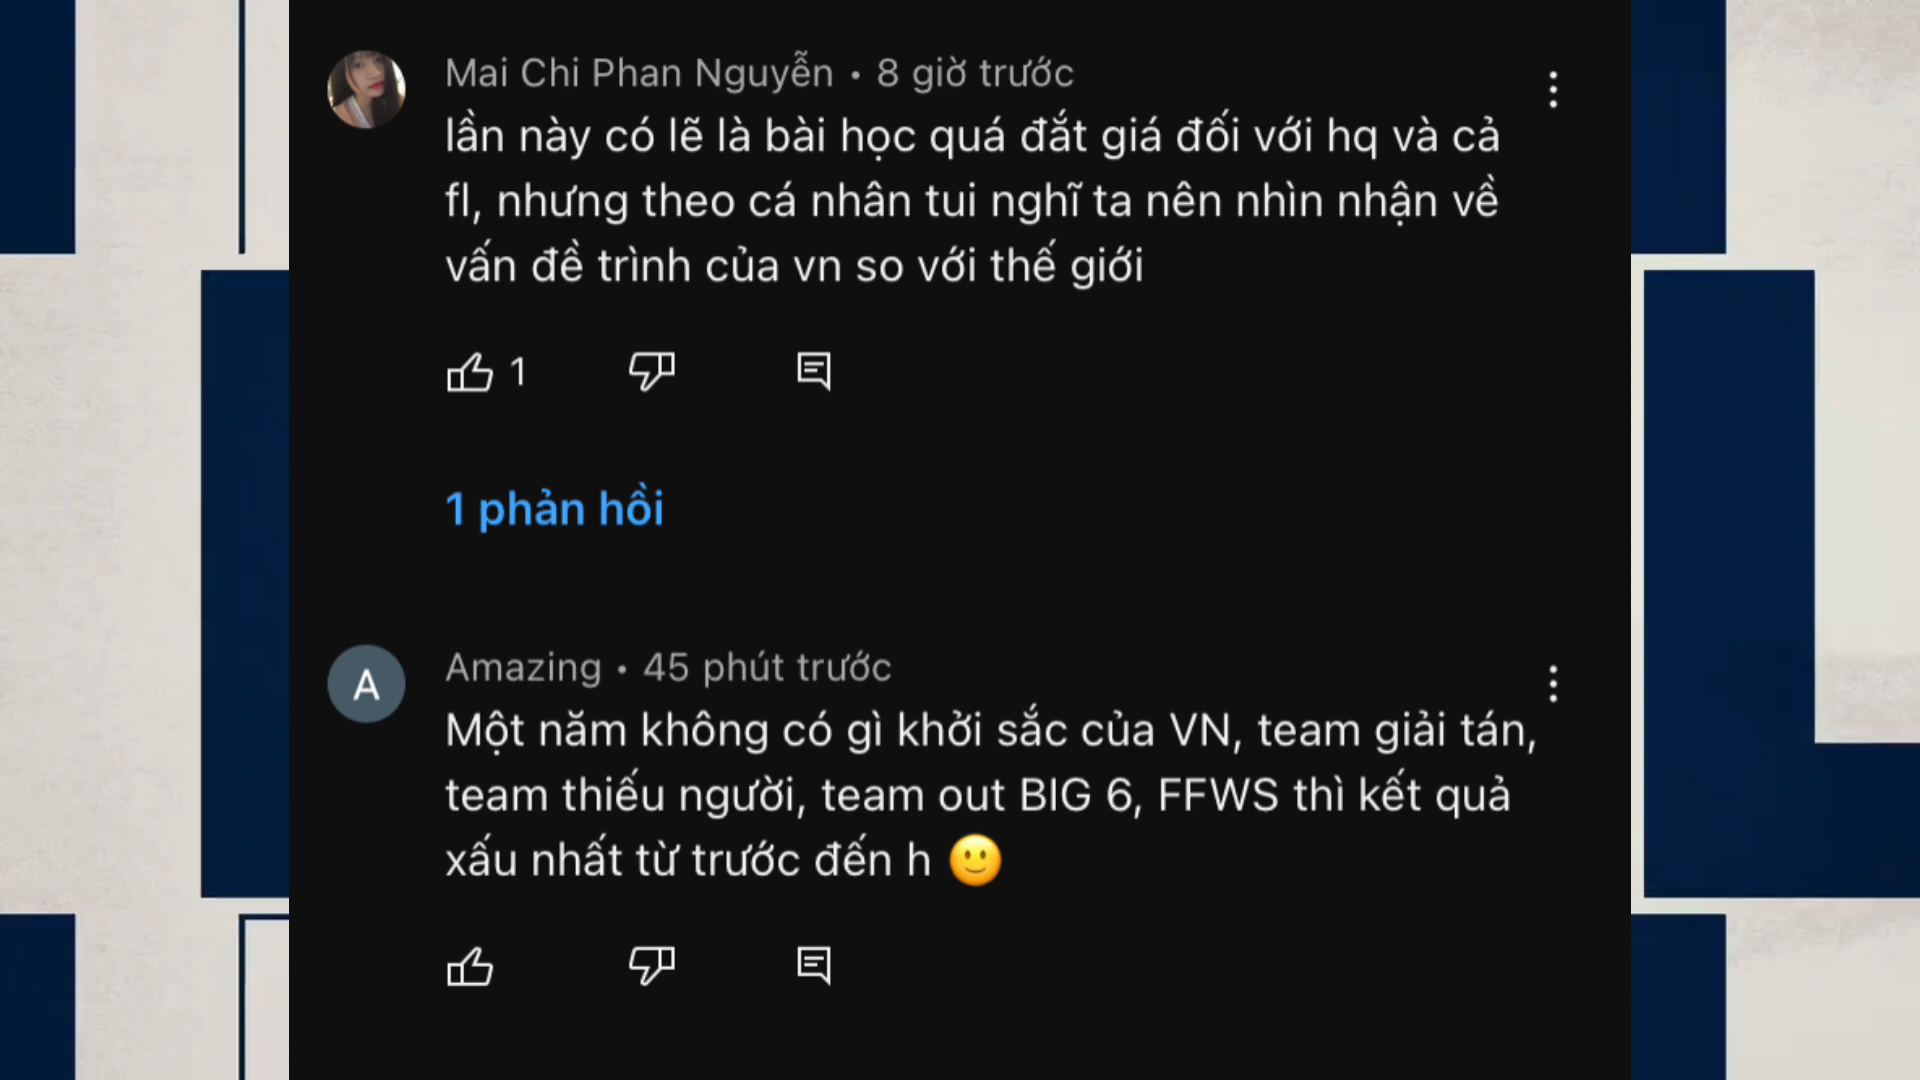 Mai Chi Phan Nguyễn • 8 giờ trước
lần này có lẽ là bài học quá đắt giá đối với hq và cả
fl, nhưng theo cá nhân tui nghĩ ta nên nhìn nhận về
vấn đề trình của vn so với thế giới
1
1 phản hồi
A
Amazing • 45 phút trước
Một năm không có gì khởi sắc của VN, team giải tán,
team thiếu người, team out BIG 6, FFWS thì kết quả
xấu nhất từ trước đến h 🙂